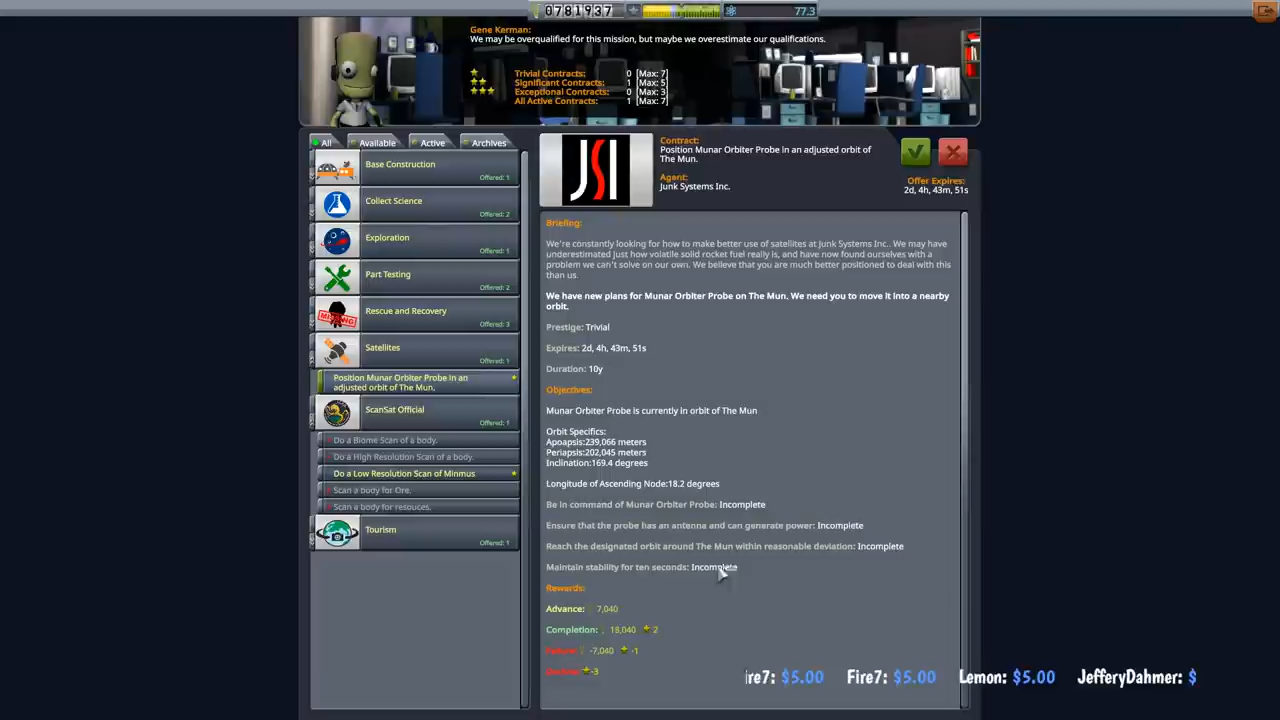 0781937
77.3
Gene Kerman:
We may be overqualified for this mission, but maybe we overestimate our qualifications.
Trivial Contracts: 0 [Max: 7]
Significant Contracts: 1 [Max: 5]
Exceptional Contracts: 0 [Max: 3]
All Active Contracts: 1 [Max: 7]
All
Available
Active
Archives
Base Construction
Offered: 1
Collect Science
Offered: 2
Exploration
Offered: 1
Part Testing
Offered: 2
MISSING
Rescue and Recovery
Offered: 3
Satellites
Offered: 1
Position Munar Orbiter Probe in an
adjusted orbit of The Mun.
ScanSat Official
Offered: 1
Do a Biome Scan of a body.
Do a High Resolution Scan of a body.
Do a Low Resolution Scan of Minmus
Scan a body for Ore.
Scan a body for resouces.
Tourism
Offered: 1
JSI
Contract:
Position Munar Orbiter Probe in an adjusted orbit of
The Mun.
Agent:
Junk Systems Inc.
Offer Expires:
2d, 4h, 43m, 51s
Briefing:
We're constantly looking for how to make better use of satellites at Junk Systems Inc.. We may have
underestimated just how volatile solid rocket fuel really is, and have now found ourselves with a
problem we can't solve on our own. We believe that you are much better positioned to deal with this
than us.
We have new plans for Munar Orbiter Probe on The Mun. We need you to move it into a nearby
orbit.
Prestige: Trivial
Expires: 2d, 4h, 43m, 51s
Duration: 10y
Objectives:
Munar Orbiter Probe is currently in orbit of The Mun
Orbit Specifics:
Apoapsis:239,066 meters
Periapsis:202,045 meters
Inclination:169.4 degrees
Longitude of Ascending Node:18.2 degrees
Be in command of Munar Orbiter Probe: Incomplete
Ensure that the probe has an antenna and can generate power: Incomplete
Reach the designated orbit around The Mun within reasonable deviation: Incomplete
Maintain stability for ten seconds: Incomplete
Rewards:
Advance: 7,040
Completion: 18,040 2
Failure: -7,040 -1
Decline: -3
ire7: $5.00 Fire7: $5.00 Lemon: $5.00 JefferyDahmer: $